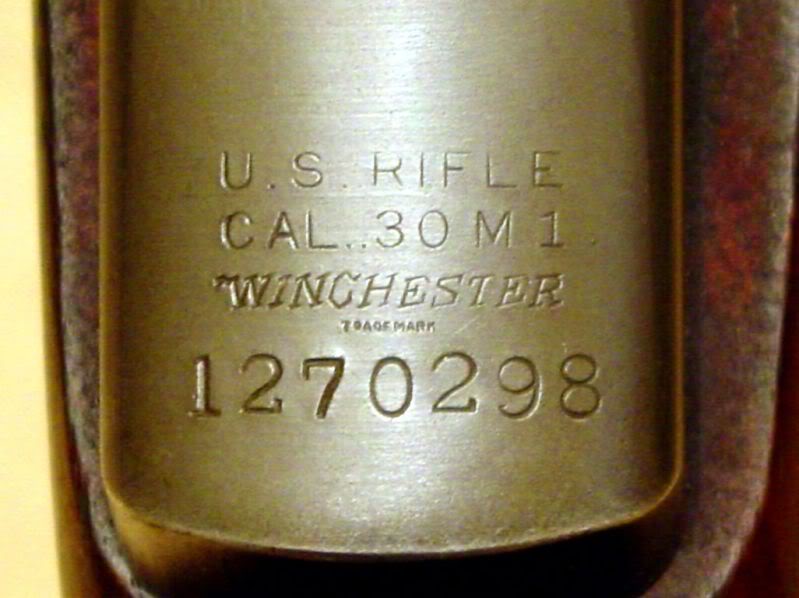 U.S. RIFLE
CAL. .30 M1.
WINCHESTER
TRADEMARK
1270298